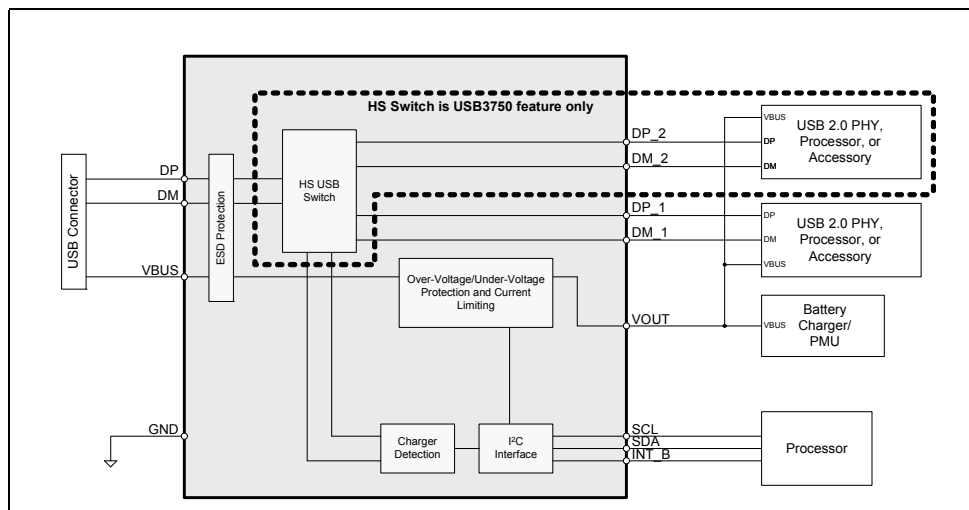 HS Switch is USB3750 feature only
VBUS
DP
DM
USB 2.0 PHY,
Processor, or
Accessory
DP_2
DM_2
HS USB
Switch
USB Connector
DP
DM
VBUS
ESD Protection
DP_1
DM_1
DP
DM
VBUS
USB 2.0 PHY,
Processor, or
Accessory
Over-Voltage/Under-Voltage
Protection and Current
Limiting
VOUT
VBUS
Battery
Charger/
PMU
GND
Charger
Detection
I²C
Interface
SCL
SDA
INT_B
Processor